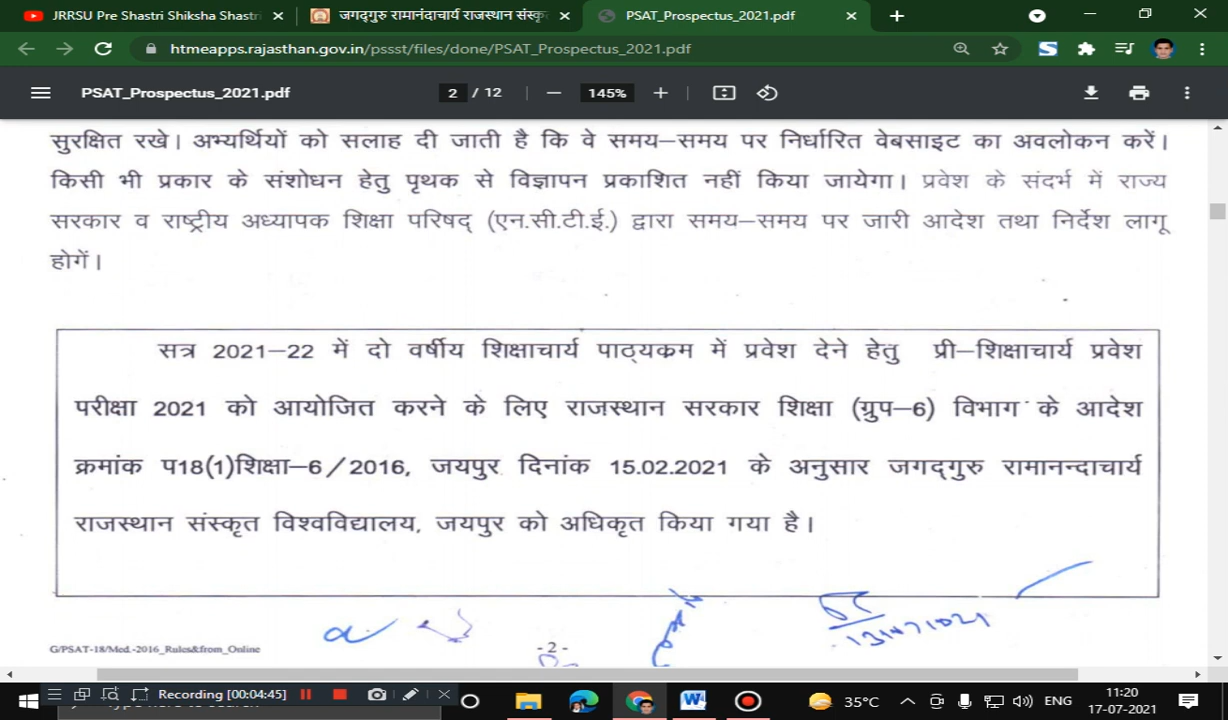 JRRSU Pre Shastri Shiksha Shastri
जगद्गुरु रामानंदाचार्य राजस्थान संस्कृत
PSAT_Prospectus_2021.pdf
htmeapps.rajasthan.gov.in/pssst/files/done/PSAT_Prospectus_2021.pdf
PSAT_Prospectus_2021.pdf 2 / 12 145%
सुरक्षित रखे। अभ्यर्थियों को सलाह दी जाती है कि वे समय–समय पर निर्धारित वेबसाइट का अवलोकन करें।
किसी भी प्रकार के संशोधन हेतु पृथक से विज्ञापन प्रकाशित नहीं किया जायेगा। प्रवेश के संदर्भ में राज्य
सरकार व राष्ट्रीय अध्यापक शिक्षा परिषद् (एन.सी.टी.ई.) द्वारा समय–समय पर जारी आदेश तथा निर्देश लागू
होगें।
सत्र 2021–22 में दो वर्षीय शिक्षाचार्य पाठ्यक्रम में प्रवेश देने हेतु प्री–शिक्षाचार्य प्रवेश
परीक्षा 2021 को आयोजित करने के लिए राजस्थान सरकार शिक्षा (ग्रुप–6) विभाग के आदेश
क्रमांक प18(1)शिक्षा–6/2016, जयपुर दिनांक 15.02.2021 के अनुसार जगद्गुरु रामानन्दाचार्य
राजस्थान संस्कृत विश्वविद्यालय, जयपुर को अधिकृत किया गया है।
G/PSAT-18/Med.-2016_Rules&from_Online
-2-
Recording [00:04:45]
35°C ENG
11:20
17-07-2021